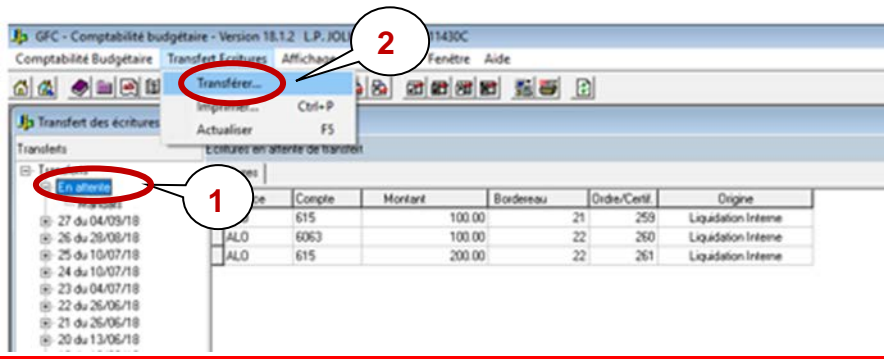 GFC - Comptabilité budgétaire - Version 18.1.2 L.P. JOLI 11430C
Comptabilité Budgétaire Transfert Ecritures Affichage Fenêtre Aide
2
Transférer...
Imprimer... Ctrl+P
Actualiser F5
Transfert des écritures
Transferts
Ecritures en attente de transfert
En attente
Mandats
1
Compte Montant Bordereau Ordre/Certif. Origine
615 100.00 21 259 Liquidation Interne
ALO 6063 100.00 22 260 Liquidation Interne
ALO 615 200.00 22 261 Liquidation Interne
27 du 04/09/18
26 du 28/08/18
25 du 10/07/18
24 du 10/07/18
23 du 04/07/18
22 du 26/06/18
21 du 26/06/18
20 du 13/06/18